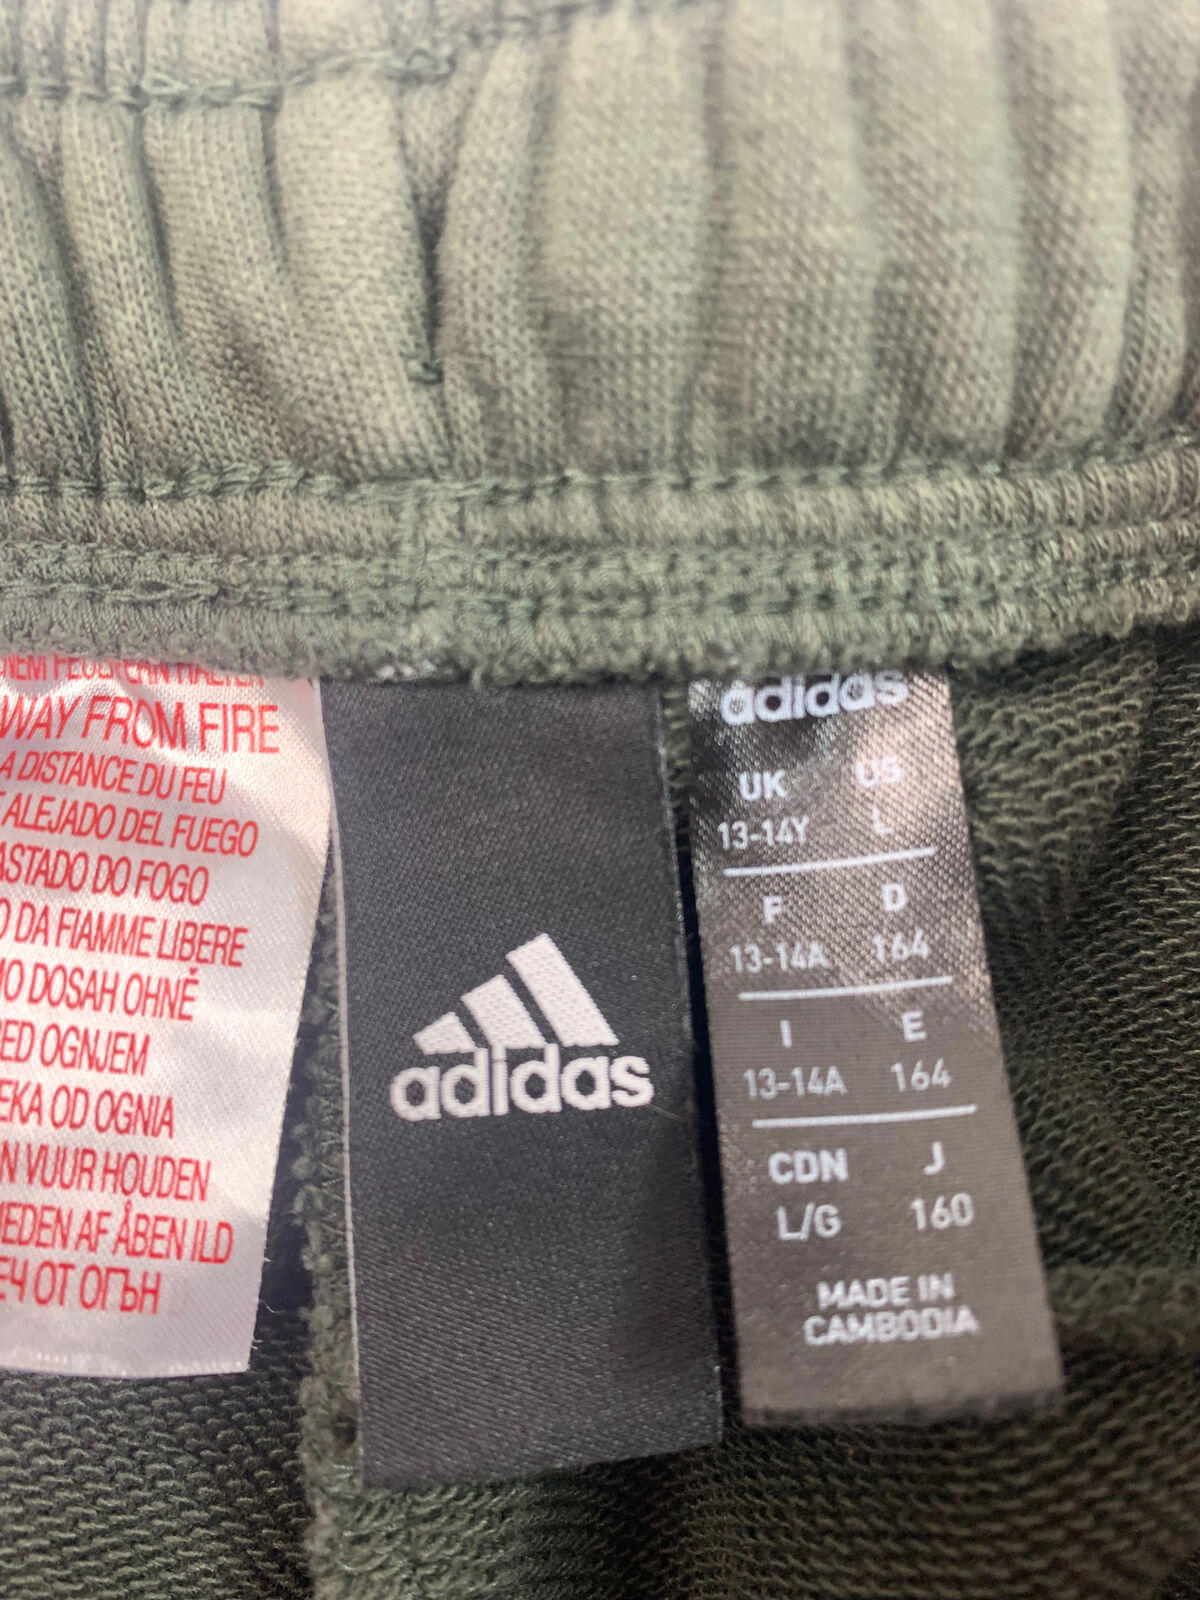 AWAY FROM FIRE
A DISTANCE DU FEU
ALEJADO DEL FUEGO
DO FOGO
DA FIAMME LIBERE
DOSAH OHNĚ
OGNJEM
OD OGNIA
VUUR HOUDEN
AF ÅBEN ILD
ОТ ОГЪН
adidas
adidas
UK US
13-14Y L
F D
13-14A 164
I E
13-14A 164
CDN J
L/G 160
MADE IN
CAMBODIA